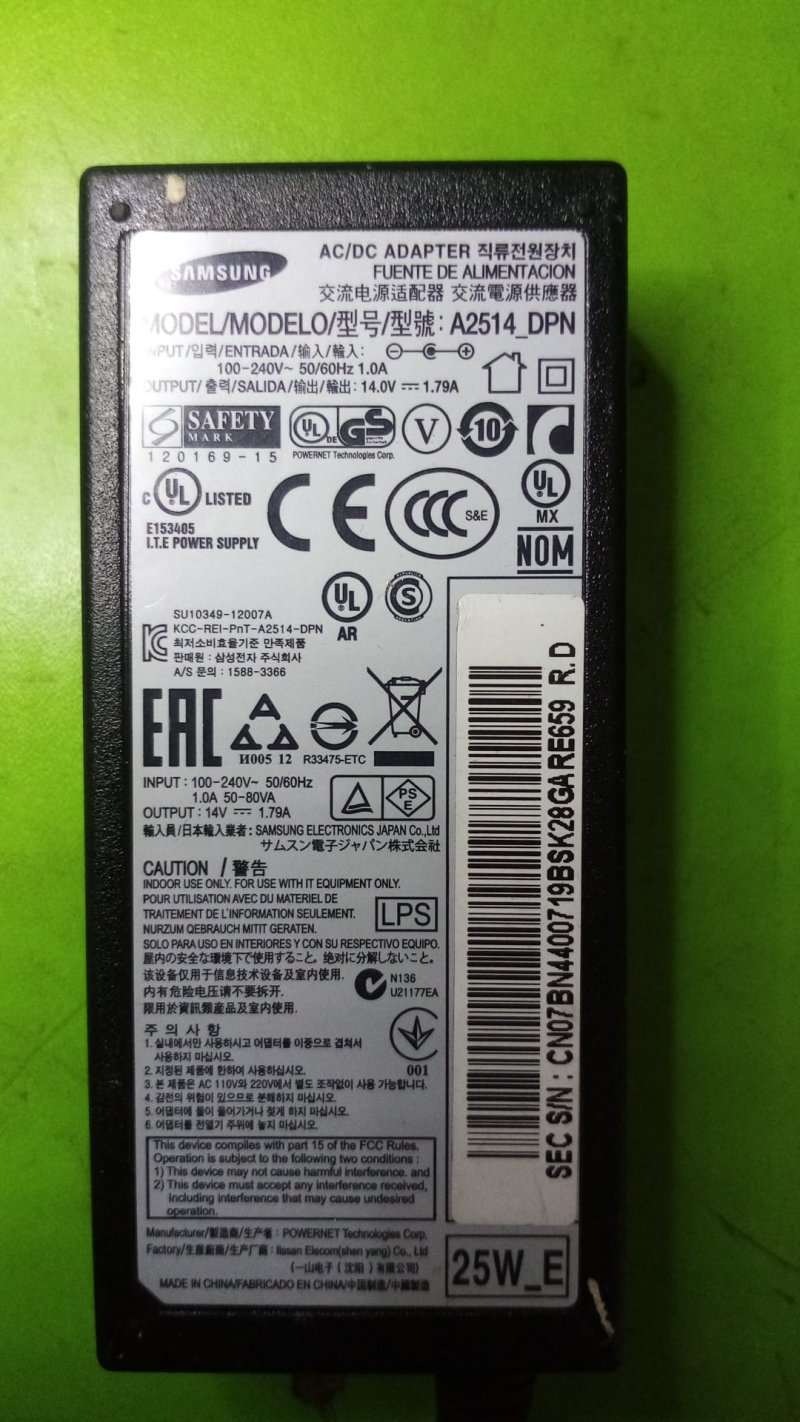 SAMSUNG
AC/DC ADAPTER 직류전원장치
FUENTE DE ALIMENTACION
交流电源适配器 交流電源供應器
MODEL/MODELO/型号/型號: A2514_DPN
INPUT/입력/ENTRADA/输入/輸入:
100-240V~ 50/60Hz 1.0A
OUTPUT/출력/SALIDA/输出/輸出: 14.0V 1.79A
SAFETY
MARK
120169-15
UL
DE
GS
POWERNET Technologies Corp.
V
10
C UL LISTED
E153405
I.T.E POWER SUPPLY
CE
CCC S&E
UL
MX
NOM
UL
AR
S
SU10349-12007A
KCC-REI-PnT-A2514-DPN
최저소비효율기준 만족제품
판매원 : 삼성전자 주식회사
A/S 문의 : 1588-3366
EAC
И005 12
R33475-ETC
INPUT : 100-240V~ 50/60Hz
1.0A 50-80VA
OUTPUT : 14V 1.79A
PS
E
輸入員/日本輸入業者: SAMSUNG ELECTRONICS JAPAN Co.,Ltd
サムスン電子ジャパン株式会社
CAUTION / 警告
INDOOR USE ONLY. FOR USE WITH IT EQUIPMENT ONLY.
POUR UTILISATION AVEC DU MATERIEL DE
TRAITEMENT DE L'INFORMATION SEULEMENT.
NURZUM QEBRAUCH MITIT GERATEN.
LPS
SOLO PARA USO EN INTERIORES Y CON SU RESPECTIVO EQUIPO.
屋内の安全な環境下で使用すること。絶対に分解しないこと。
该设备仅用于信息技术设备及室内使用.
内有危险电压请不要拆开.
限用於資訊類產品及室内使用.
N136
U21177EA
주 의 사 항
1. 실내에서만 사용하시고 어댑터를 이중으로 겹쳐서
사용하지 마십시오.
2. 지정된 제품에 한하여 사용하십시오.
3. 본 제품은 AC 110V와 220V에서 별도 조작없이 사용 가능합니다.
4. 감전의 위험이 있으므로 분해하지 마십시오.
5. 어댑터에 물이 들어가거나 젖게 하지 마십시오.
6. 어댑터를 전열기 주위에 놓지 마십시오.
001
This device complies with part 15 of the FCC Rules.
Operation is subject to the following two conditions :
1) This device may not cause harmful interference. and
2) This device must accept any interference received,
including interference that may cause undesired
operation.
Manufacturer/製造商/生产者 : POWERNET Technologies Corp.
Factory/生產廠商/生产厂商 : Ilssan Elecom(shen yang) Co., Ltd
(一山电子 ( 沈阳 ) 有限公司)
MADE IN CHINA/FABRICADO EN CHINA/中国制造/中國製造
SEC S/N : CN07BN4400719BSK28GARE659 R.D
25W_E